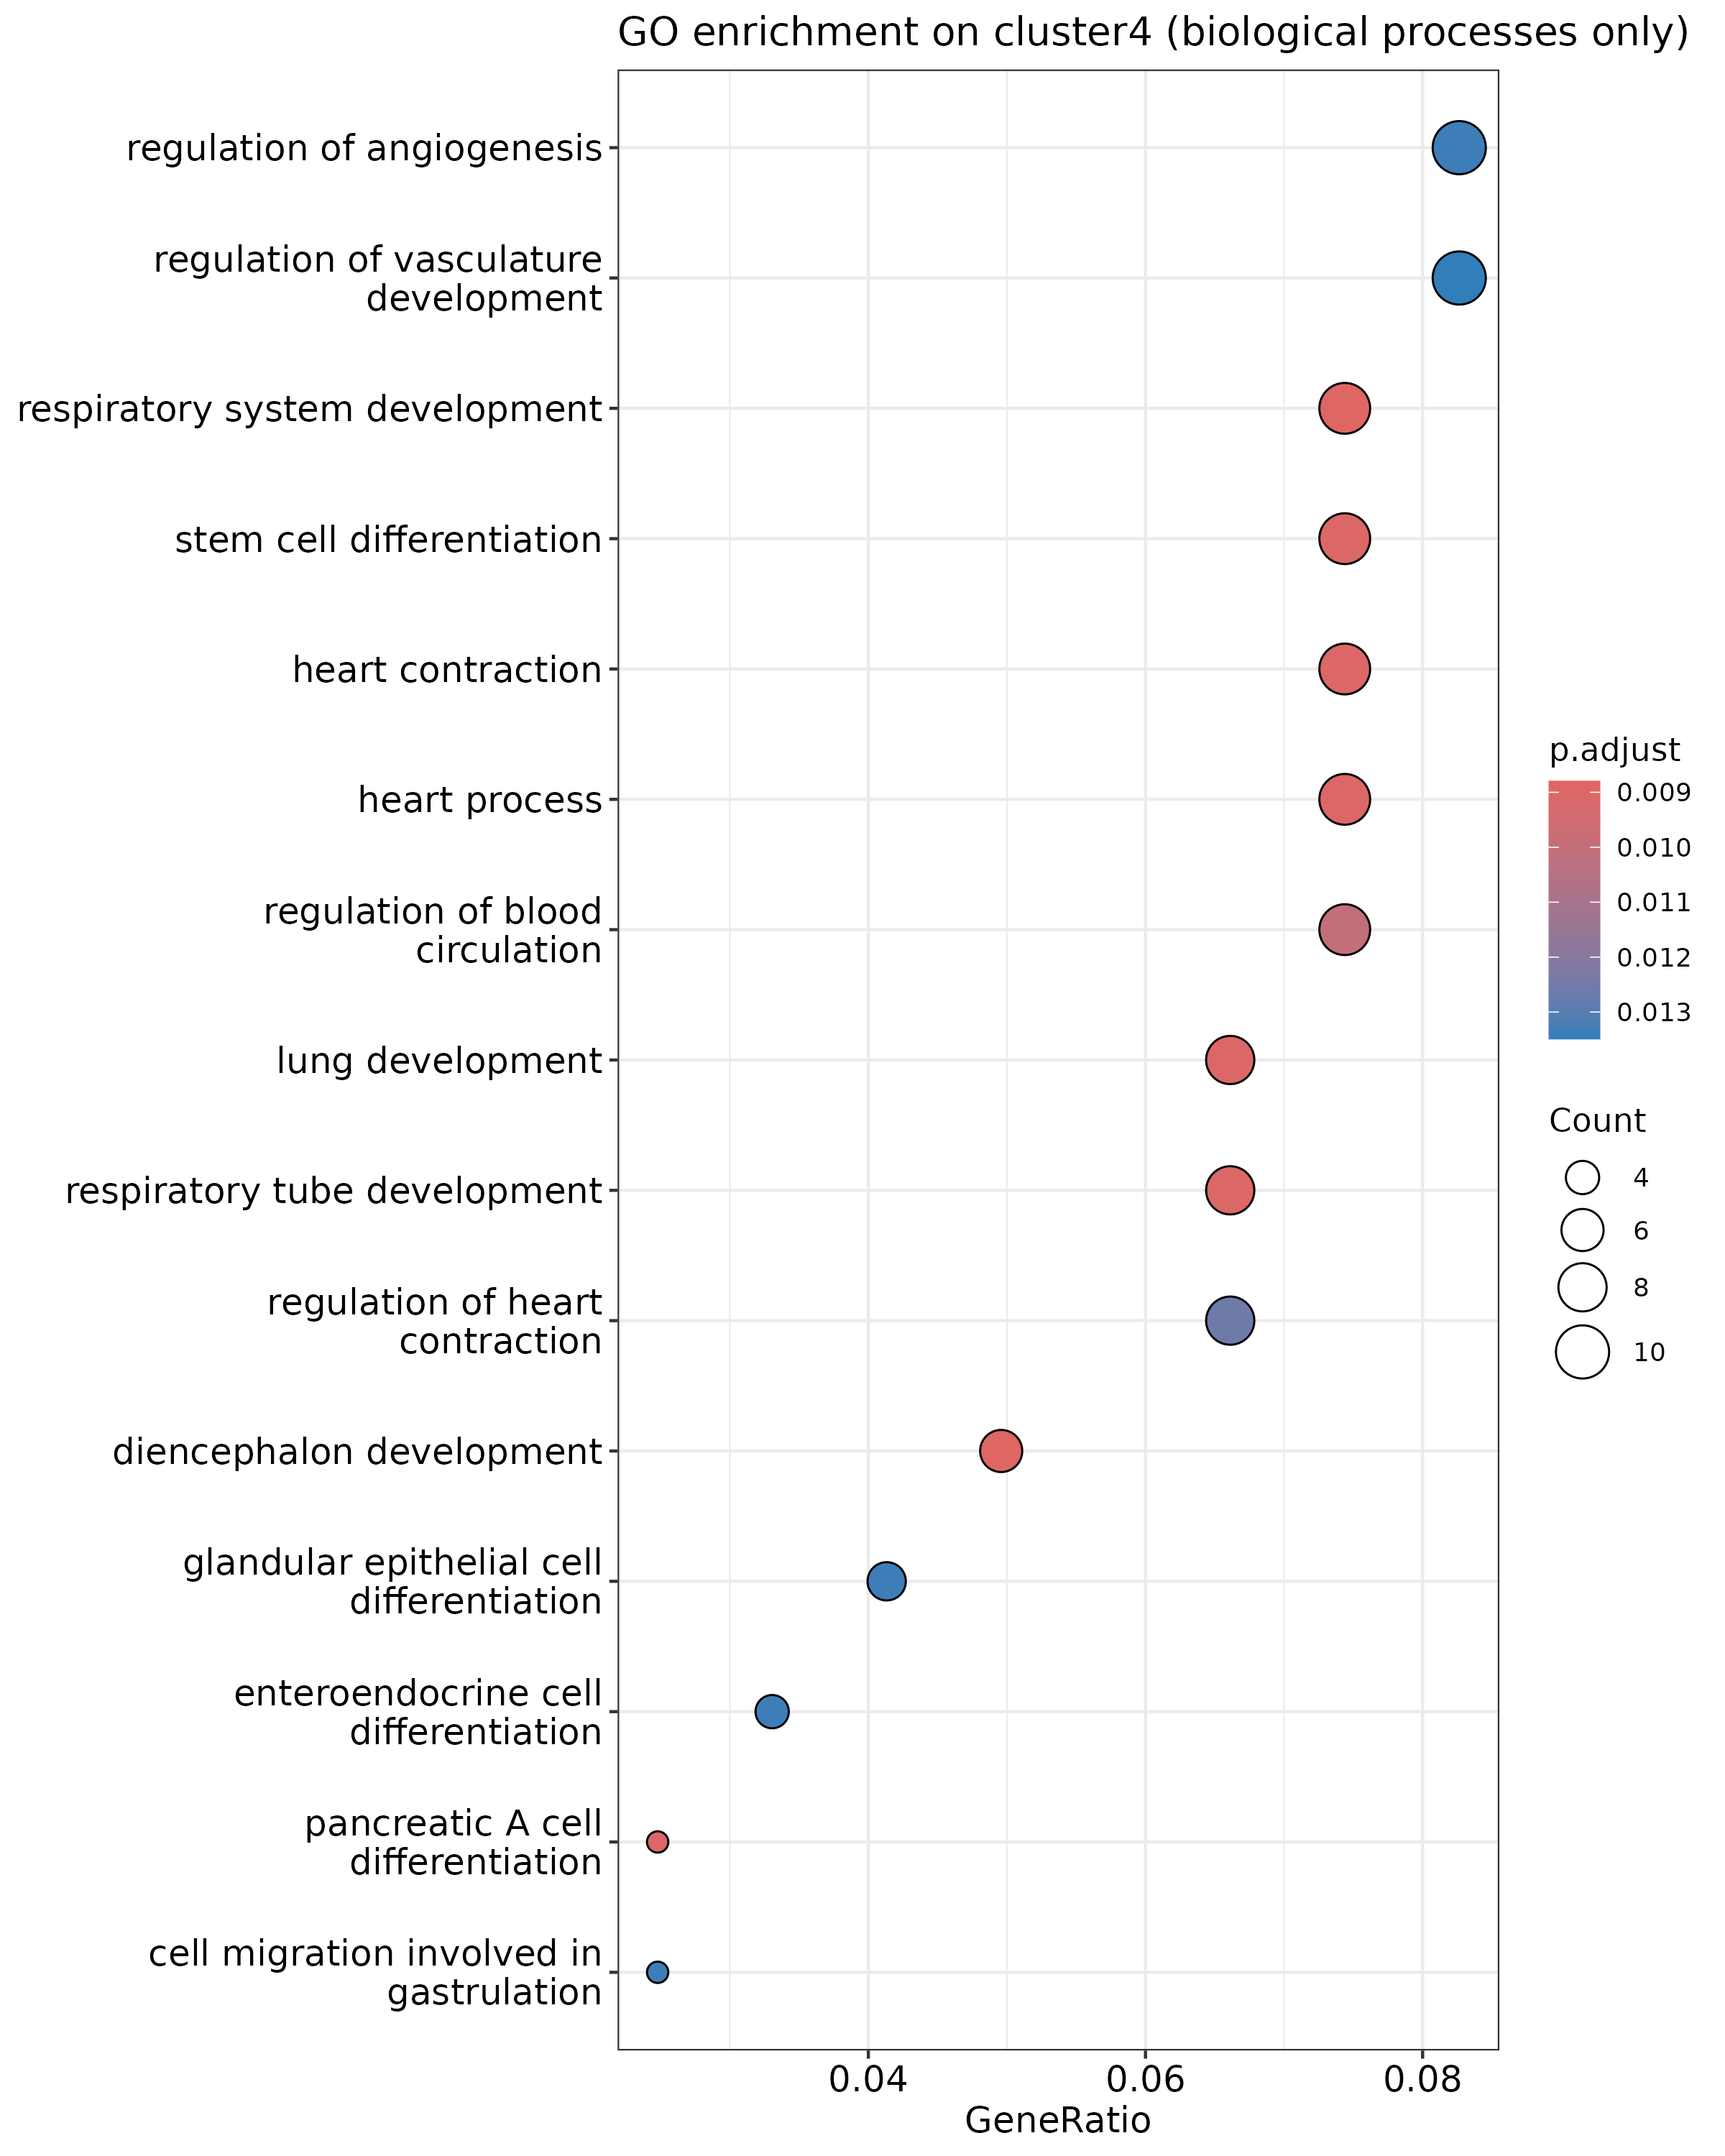 GO enrichment on cluster4 (biological processes only)
regulation of angiogenesis
regulation of vasculature
development
respiratory system development
stem cell differentiation
heart contraction
heart process
regulation of blood
circulation
lung development
respiratory tube development
regulation of heart
contraction
diencephalon development
glandular epithelial cell
differentiation
enteroendocrine cell
differentiation
pancreatic A cell
differentiation
cell migration involved in
gastrulation
0.04 0.06 0.08
GeneRatio
p.adjust
0.009
0.010
0.011
0.012
0.013
Count
4
6
8
10